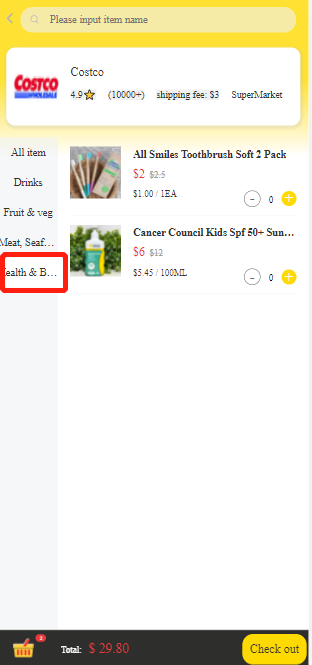 Please input item name
COSTCO
WHOLESALE
Costco
4.9 (10000+) shipping fee: $3 SuperMarket
All item
Drinks
Fruit & veg
Meat, Seaf...
ealth & B...
All Smiles Toothbrush Soft 2 Pack
$2 $2.5
$1.00 / 1EA
- 0 +
Cancer Council Kids Spf 50+ Sun...
$6 $12
$5.45 / 100ML
- 0 +
Total: $ 29.80
Check out